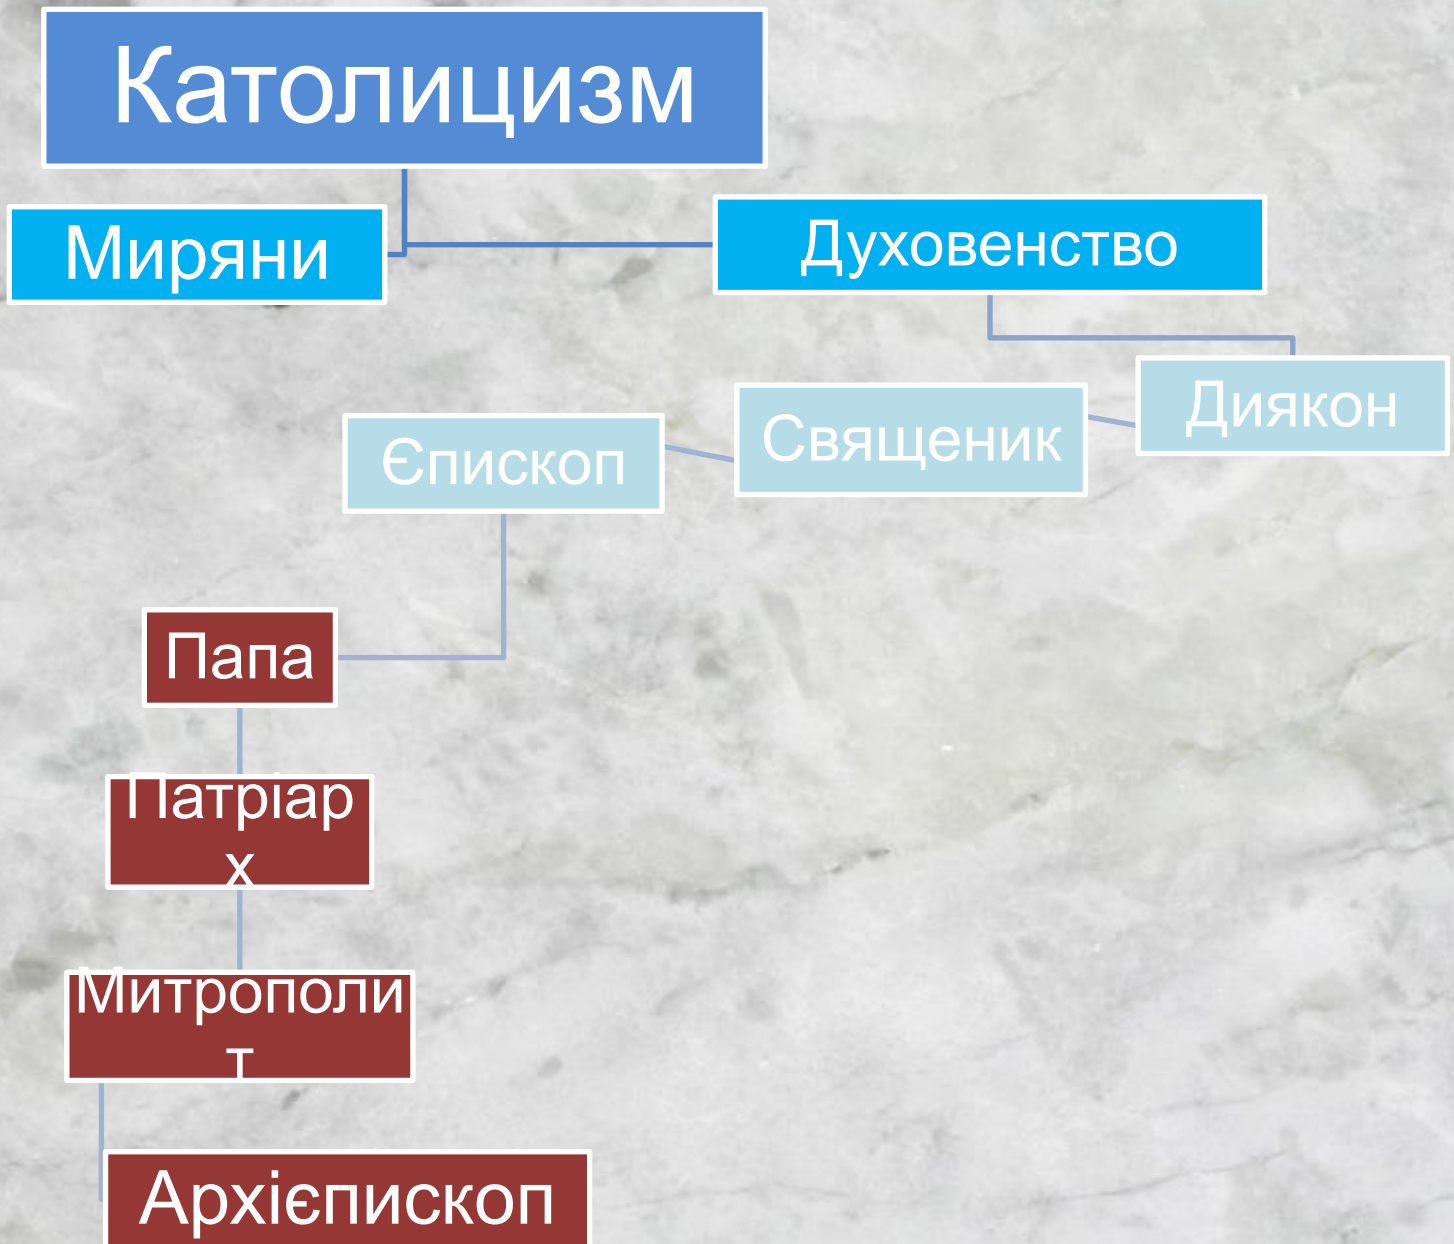 Католицизм
Миряни
Духовенство
Диякон
Священик
Єпископ
Папа
Патріар
х
Митрополи
т
Архієпископ